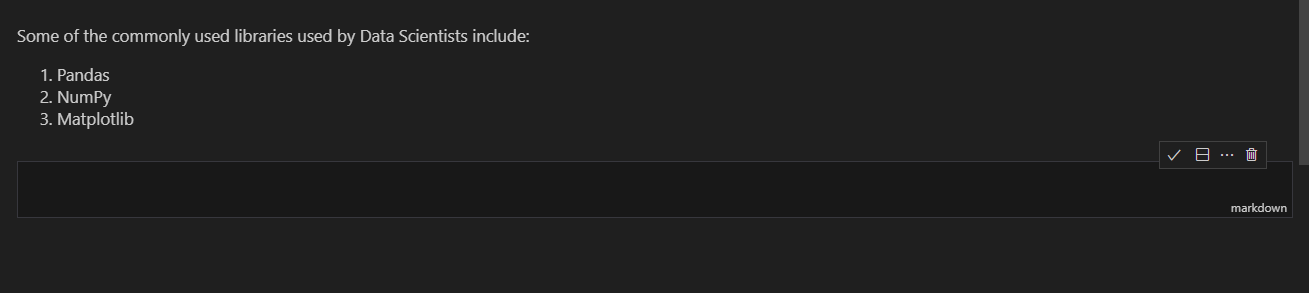 Some of the commonly used libraries used by Data Scientists include:
1. Pandas
2. NumPy
3. Matplotlib
markdown